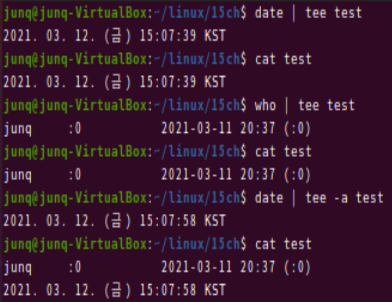 junq@junq-VirtualBox:~/linux/15ch$ date | tee test
2021. 03. 12. (금) 15:07:39 KST
junq@junq-VirtualBox:~/linux/15ch$ cat test
2021. 03. 12. (금) 15:07:39 KST
junq@junq-VirtualBox:~/linux/15ch$ who | tee test
junq     :0           2021-03-11 20:37 (:0)
junq@junq-VirtualBox:~/linux/15ch$ cat test
junq     :0           2021-03-11 20:37 (:0)
junq@junq-VirtualBox:~/linux/15ch$ date | tee -a test
2021. 03. 12. (금) 15:07:58 KST
junq@junq-VirtualBox:~/linux/15ch$ cat test
junq     :0           2021-03-11 20:37 (:0)
2021. 03. 12. (금) 15:07:58 KST